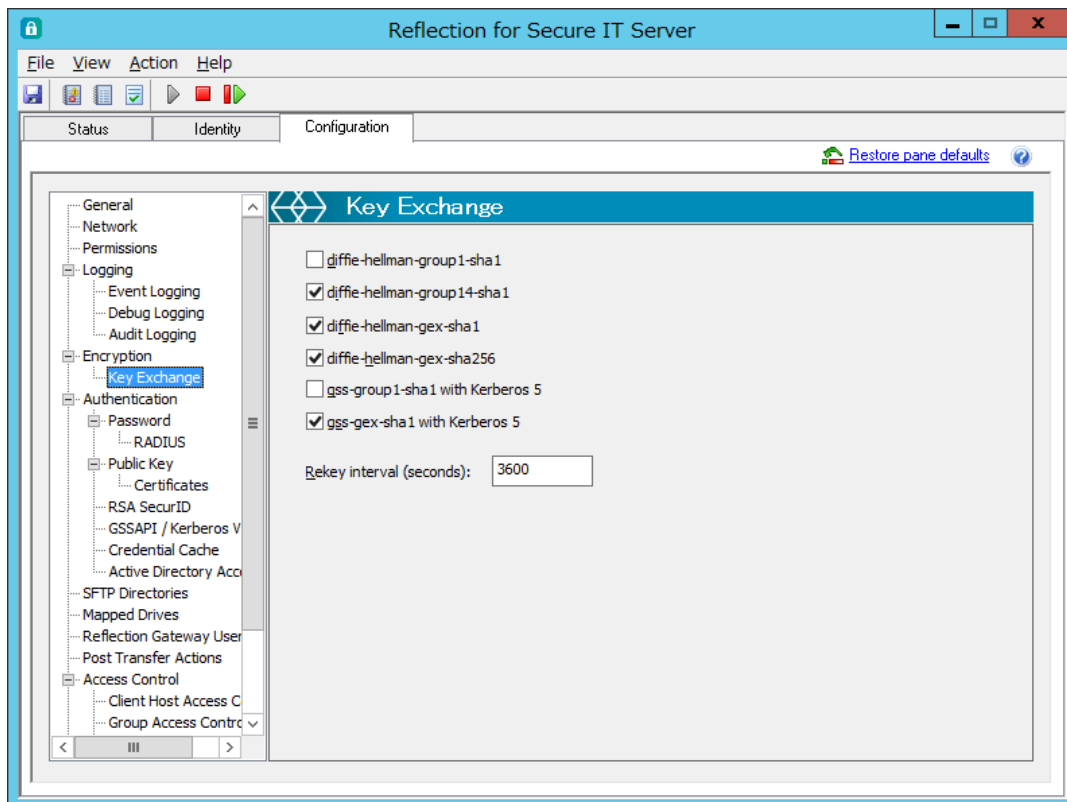 Reflection for Secure IT Server
File View Action Help
Status Identity Configuration
Restore pane defaults
General
Network
Permissions
Logging
Event Logging
Debug Logging
Audit Logging
Encryption
Key Exchange
Authentication
Password
RADIUS
Public Key
Certificates
RSA SecurID
GSSAPI / Kerberos V
Credential Cache
Active Directory Acc
SFTP Directories
Mapped Drives
Reflection Gateway User
Post Transfer Actions
Access Control
Client Host Access C
Group Access Contro
Key Exchange
diffie-hellman-group1-sha1
diffie-hellman-group14-sha1
diffie-hellman-gex-sha1
diffie-hellman-gex-sha256
gss-group1-sha1 with Kerberos 5
gss-gex-sha1 with Kerberos 5
Rekey interval (seconds): 3600